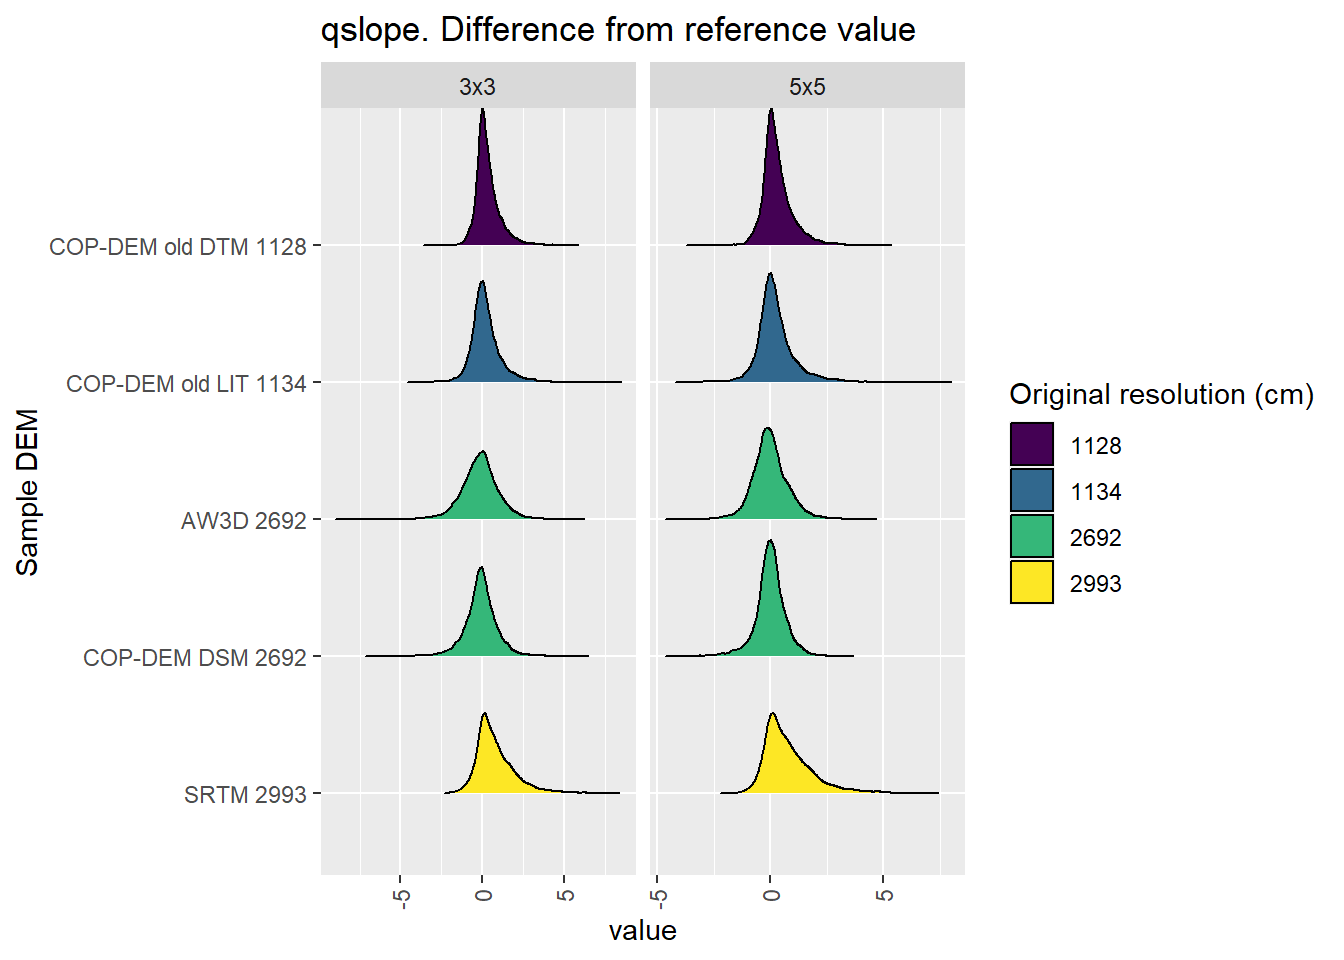 qslope. Difference from reference value
3x3
5x5
Sample DEM
COP-DEM old DTM 1128
COP-DEM old LIT 1134
AW3D 2692
COP-DEM DSM 2692
SRTM 2993
-5 0 5
-5 0 5
value
Original resolution (cm)
1128
1134
2692
2993